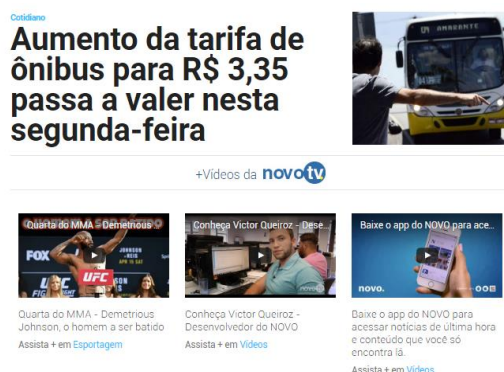 Cotidiano
Aumento da tarifa de
ônibus para R$ 3,35
passa a valer nesta
segunda-feira
04 AMARANTE
+Vídeos da novotv
Quarta do MMA - Demetrious ...
Conheça Victor Queiroz - Dese...
Baixe o app do NOVO para ace...
FOX
JOHNSON
REIS
UFC
novo.
Quarta do MMA - Demetrious
Johnson, o homem a ser batido
Assista + em Esportagem
Conheça Victor Queiroz -
Desenvolvedor do NOVO
Assista + em Vídeos
Baixe o app do NOVO para
acessar notícias de última hora
e conteúdo que você só
encontra lá.
Assista + em Vídeos